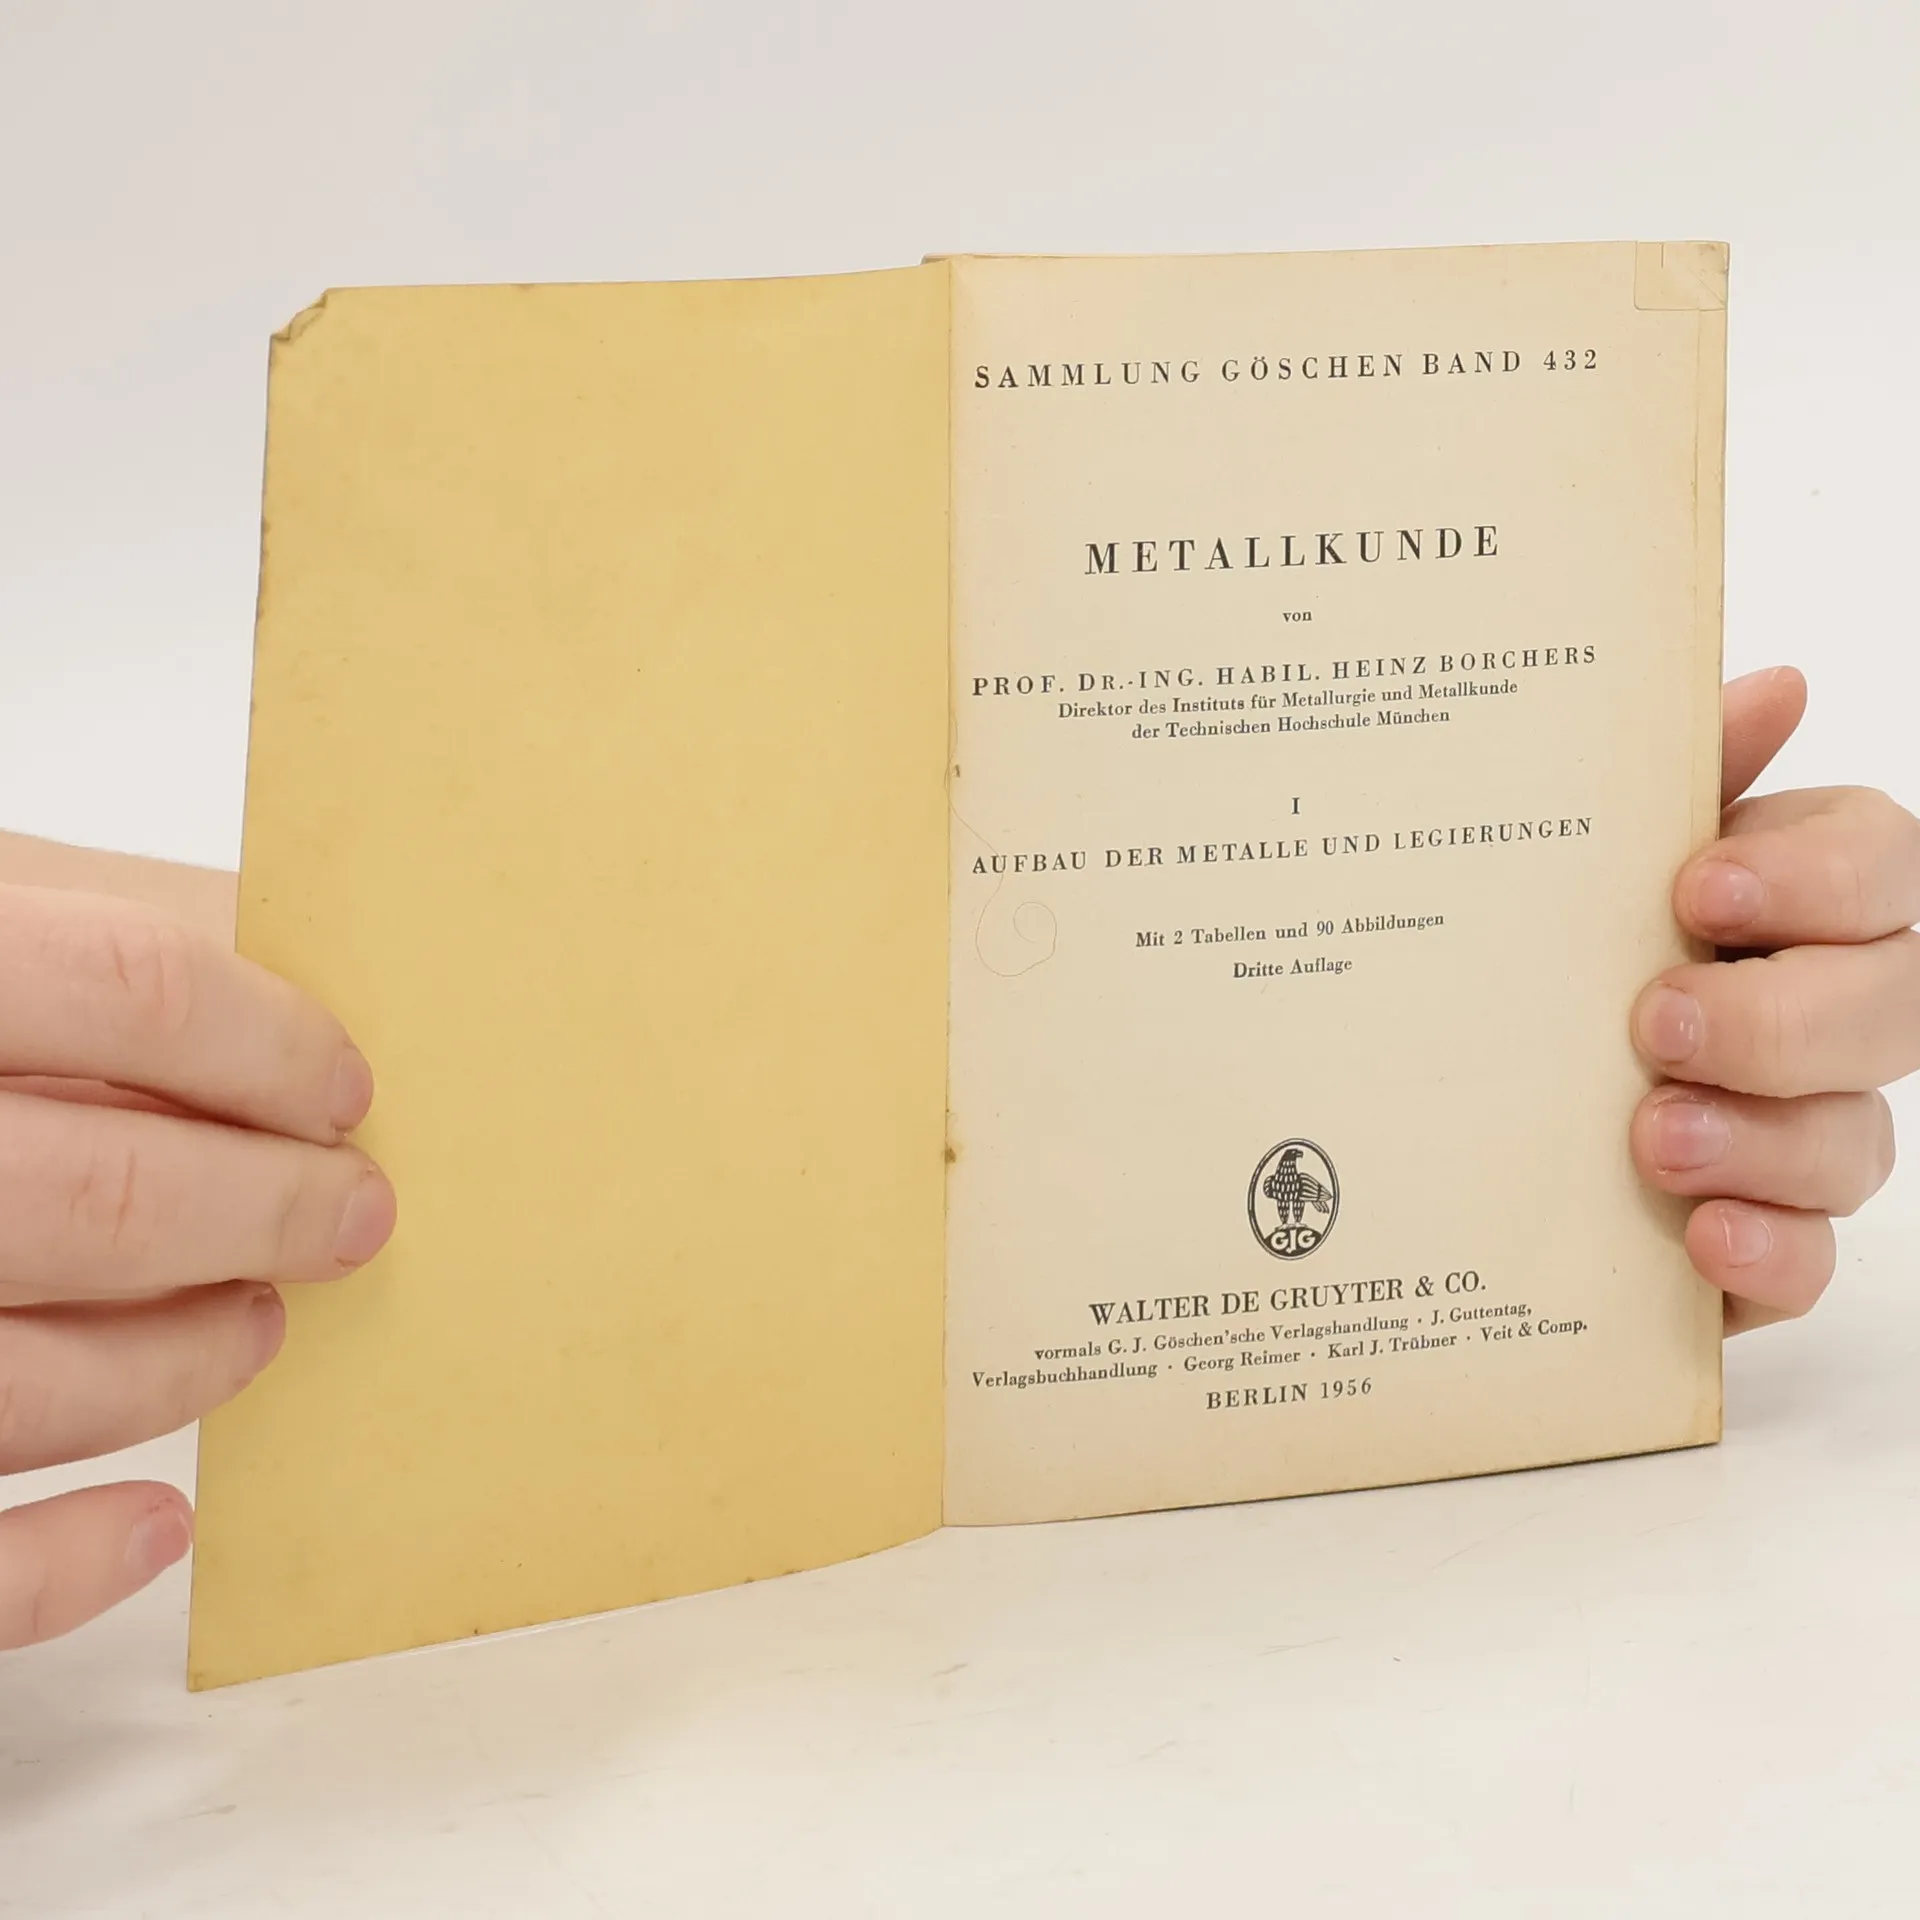 SAMMLUNG GÖSCHEN BAND 432
METALLKUNDE
von
PROF. DR.-ING. HABIL. HEINZ BORCHERS
Direktor des Instituts für Metallurgie und Metallkunde
der Technischen Hochschule München
I
AUFBAU DER METALLE UND LEGIERUNGEN
Mit 2 Tabellen und 90 Abbildungen
Dritte Auflage
GJG
WALTER DE GRUYTER & CO.
vormals G. J. Göschen'sche Verlagshandlung · J. Guttentag,
Verlagsbuchhandlung · Georg Reimer · Karl J. Trübner · Veit & Comp.
BERLIN 1956